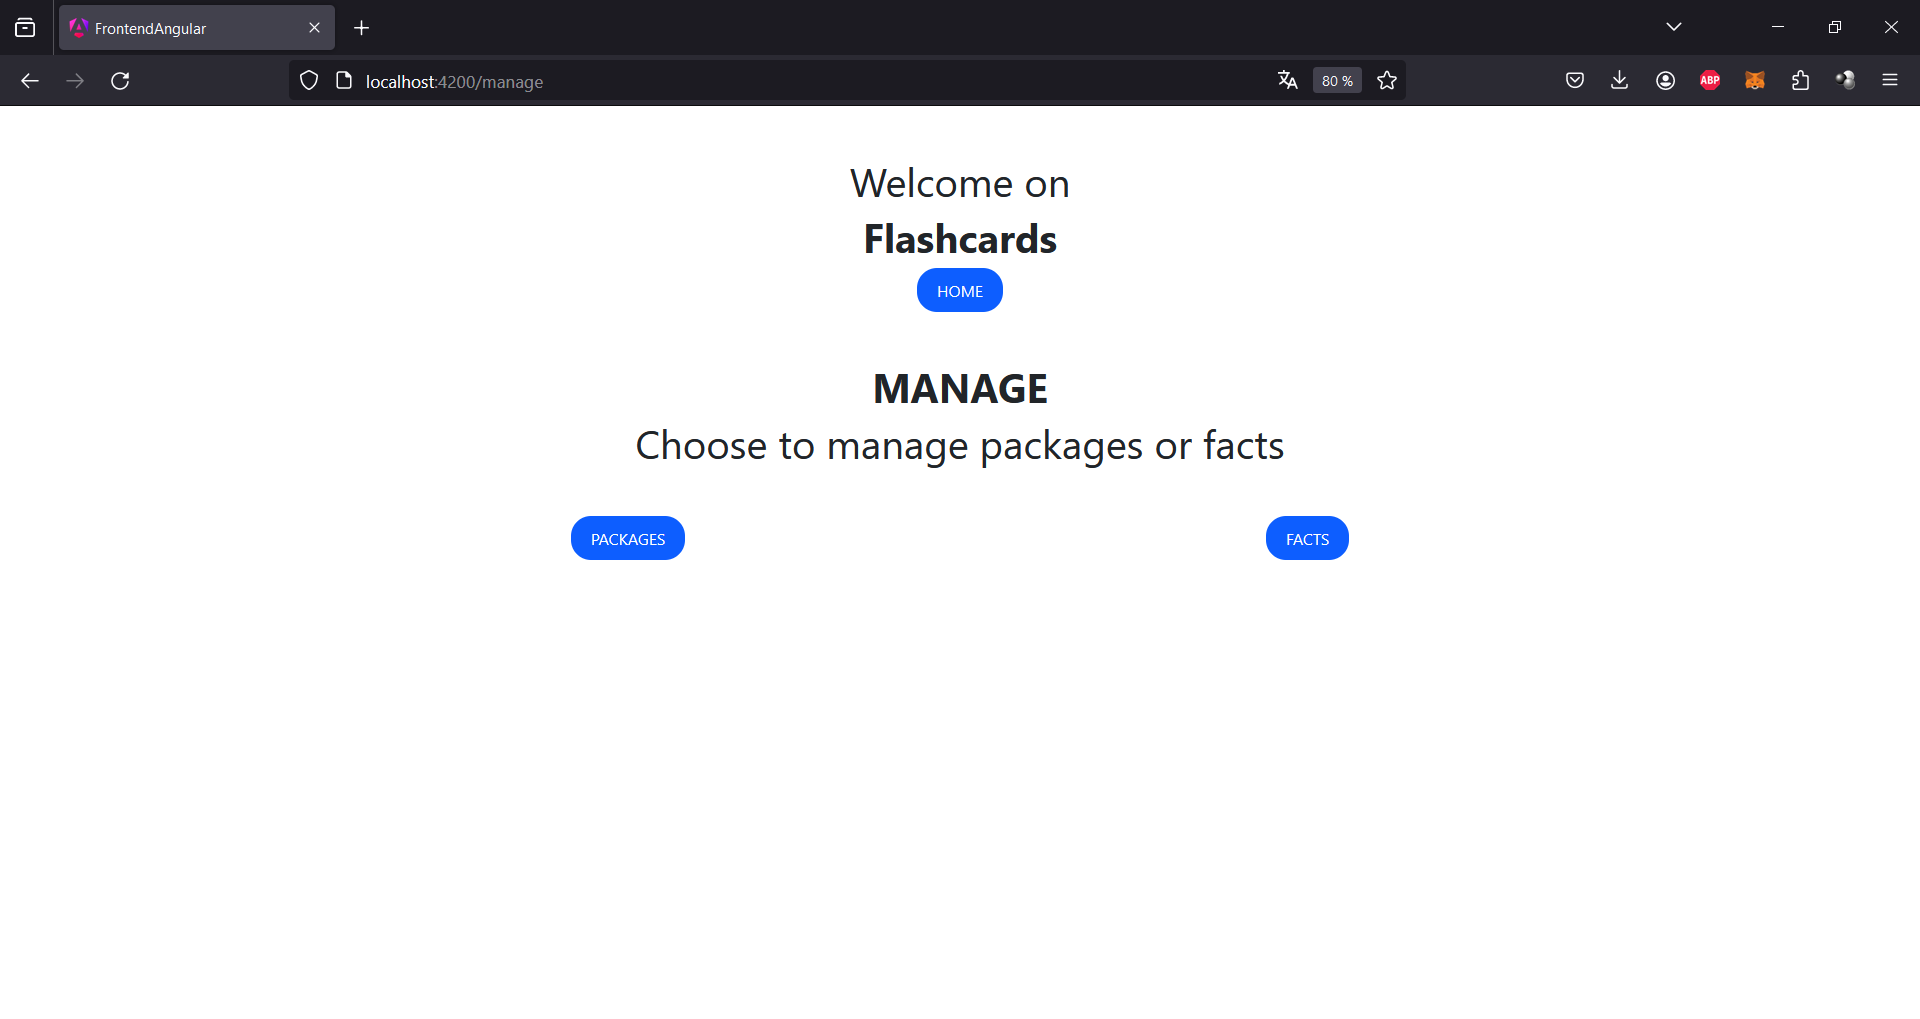 FrontendAngular
localhost:4200/manage
80 %
ABP
Welcome on
Flashcards
HOME
MANAGE
Choose to manage packages or facts
PACKAGES
FACTS